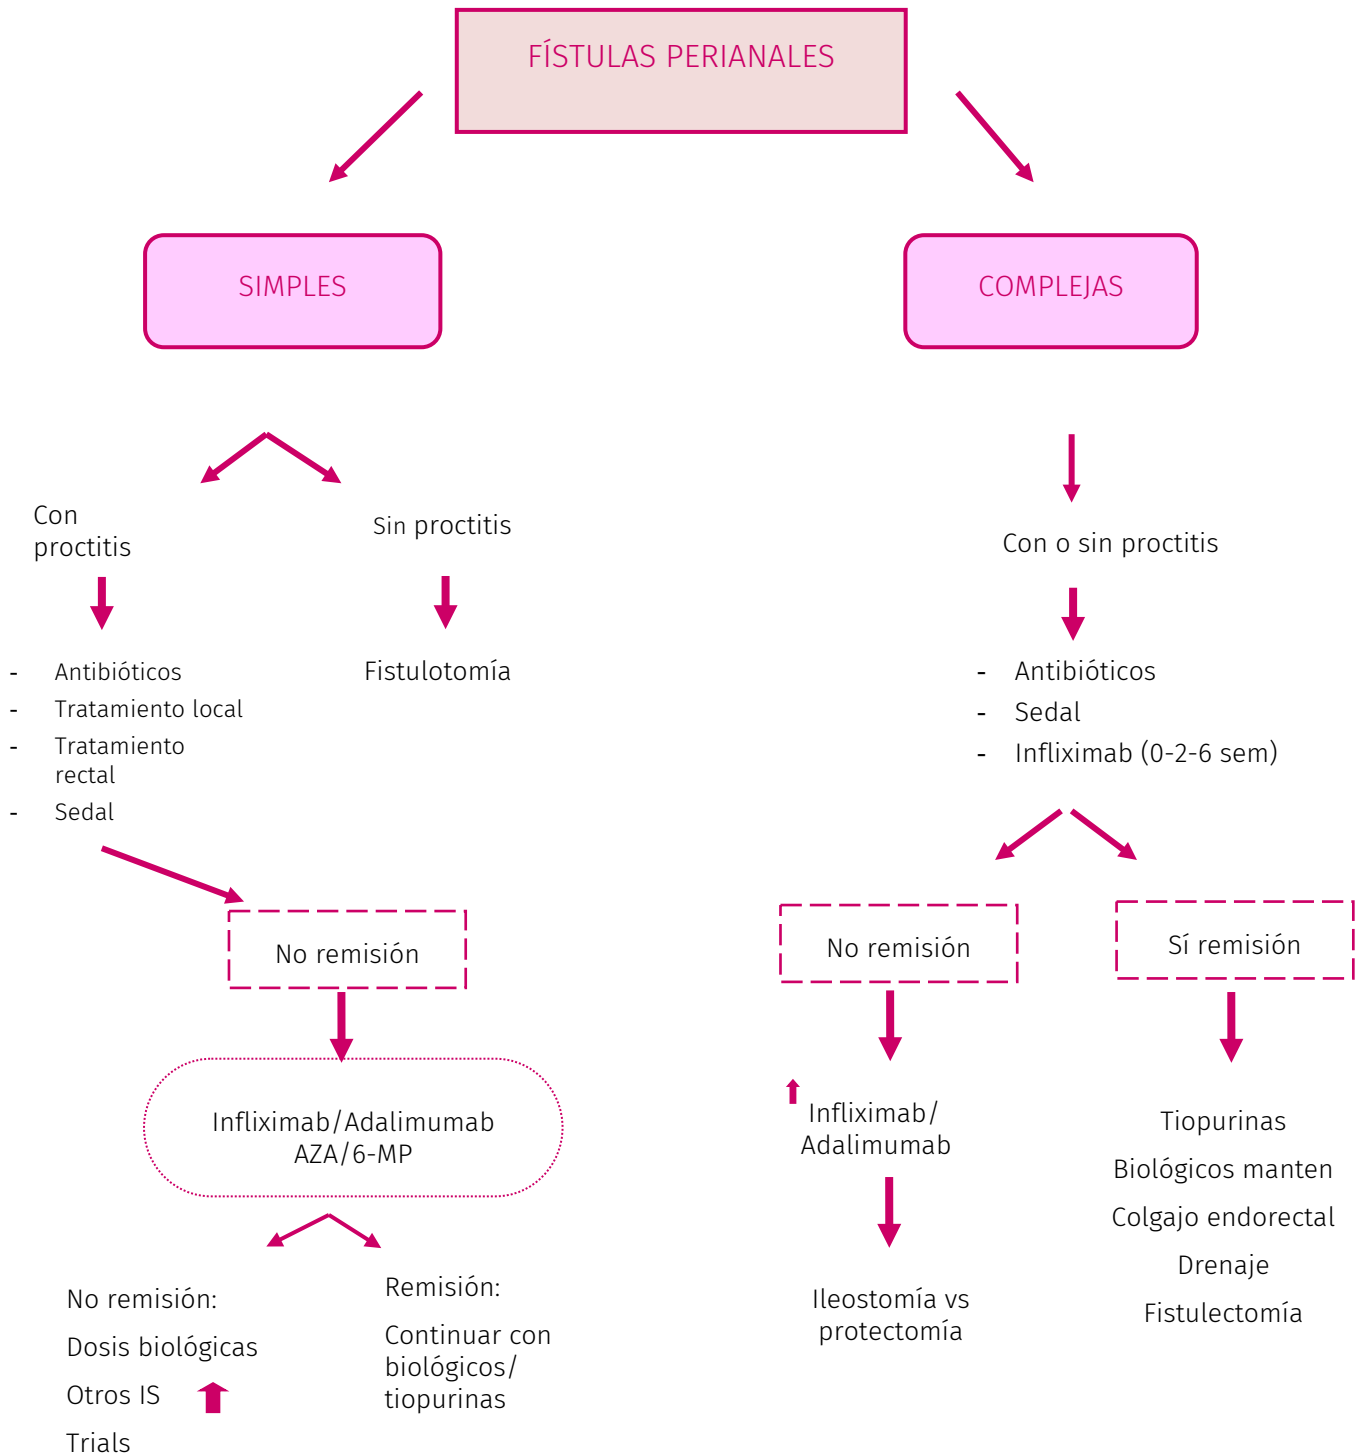 FÍSTULAS PERIANALES
SIMPLES
COMPLEJAS
Con
proctitis
Sin proctitis
Con o sin proctitis
- Antibióticos
- Tratamiento local
- Tratamiento
rectal
- Sedal
Fistulotomía
- Antibióticos
- Sedal
- Infliximab (0-2-6 sem)
No remisión
No remisión
Sí remisión
Infliximab/Adalimumab
AZA/6-MP
Infliximab/
Adalimumab
Tiopurinas
Biológicos manten
Colgajo endorectal
Drenaje
Fistulectomía
No remisión:
Dosis biológicas
Otros IS
Trials
Remisión:
Continuar con
biológicos/
tiopurinas
Ileostomía vs
protectomía